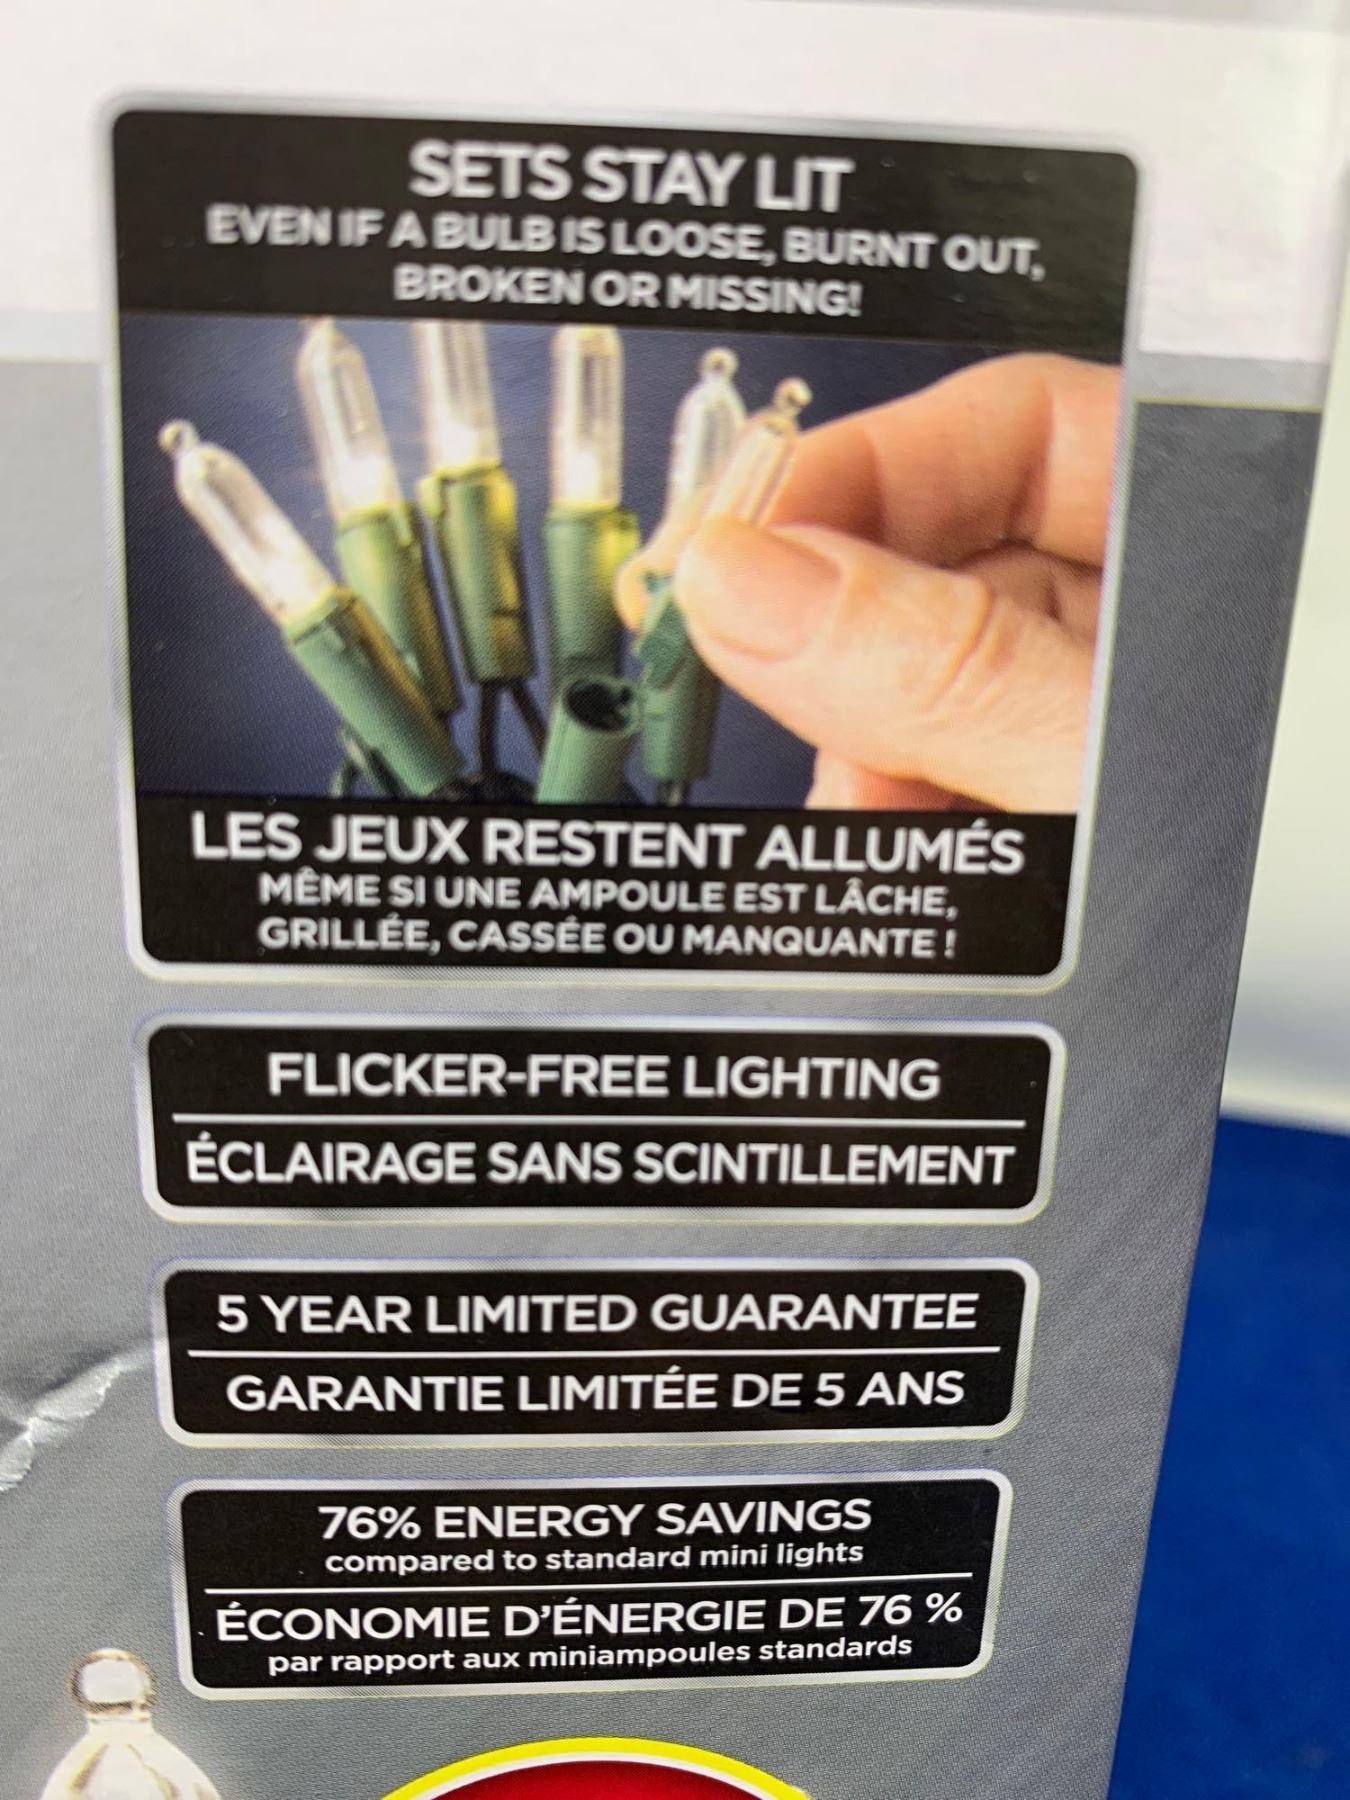 SETS STAY LIT
EVEN IF A BULB IS LOOSE, BURNT OUT,
BROKEN OR MISSING!
LES JEUX RESTENT ALLUMÉS
MÊME SI UNE AMPOULE EST LÂCHE,
GRILLÉE, CASSÉE OU MANQUANTE !
FLICKER-FREE LIGHTING
ÉCLAIRAGE SANS SCINTILLEMENT
5 YEAR LIMITED GUARANTEE
GARANTIE LIMITÉE DE 5 ANS
76% ENERGY SAVINGS
compared to standard mini lights
ÉCONOMIE D'ÉNERGIE DE 76 %
par rapport aux miniampoules standards